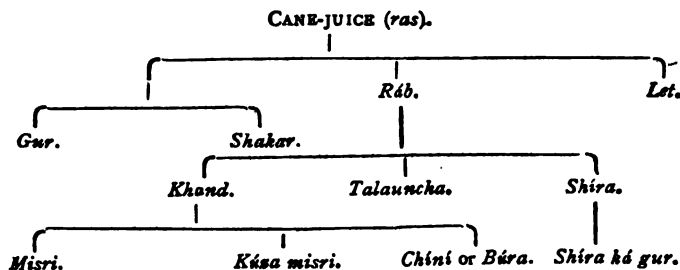 CANE-JUICE (ras).
Ráb. Let.
Gur. Shakar.
Khand. Talauncha. Shíra.
Misri. Kúza misri. Chíní or Búra. Shíra ká gur.